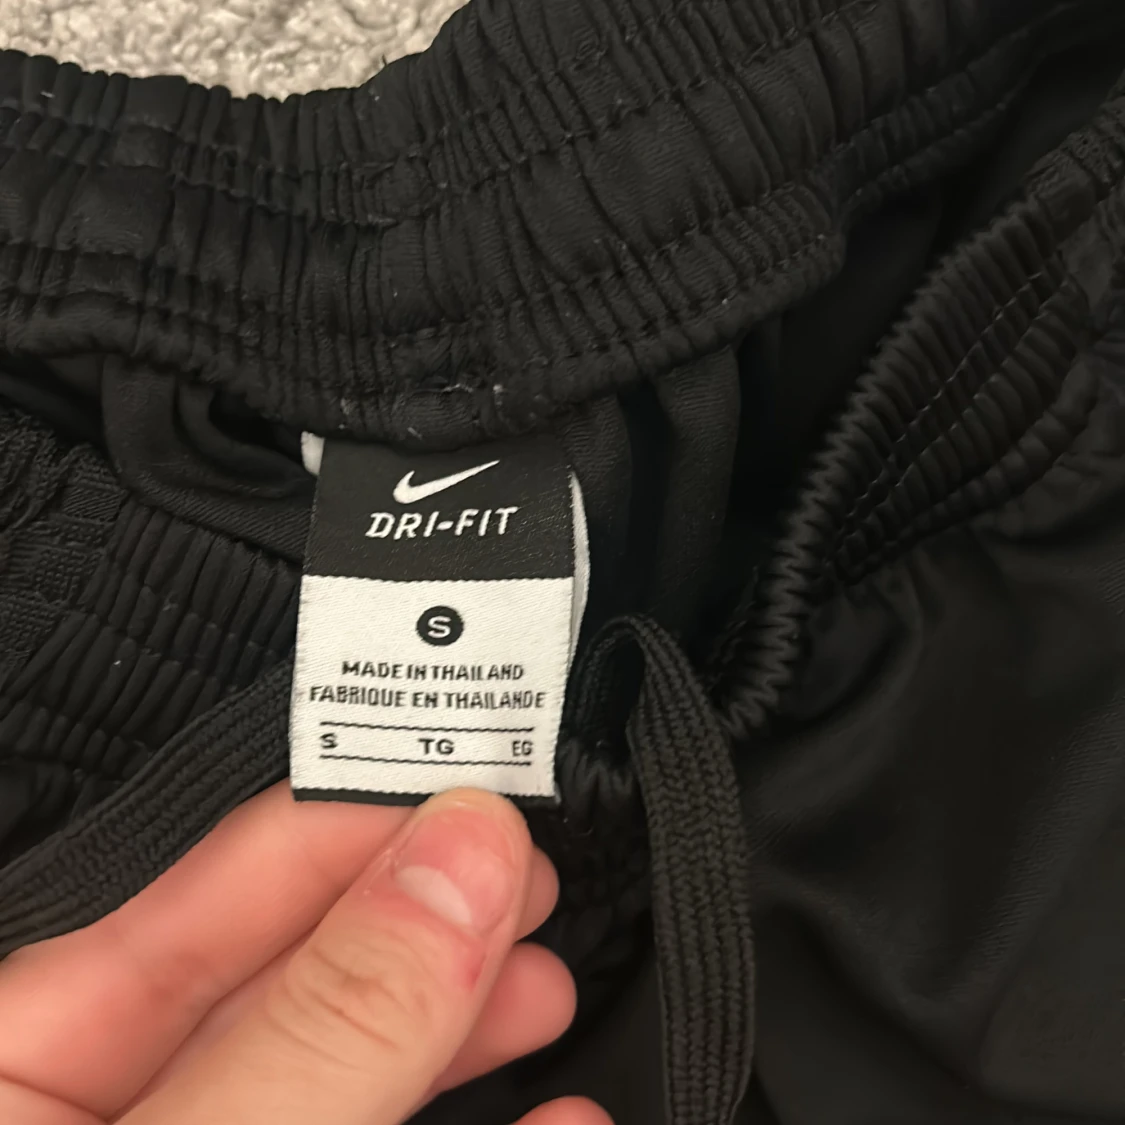 DRI-FIT
S
MADE IN THAILAND
FABRIQUE EN THAILANDE
S TG EG